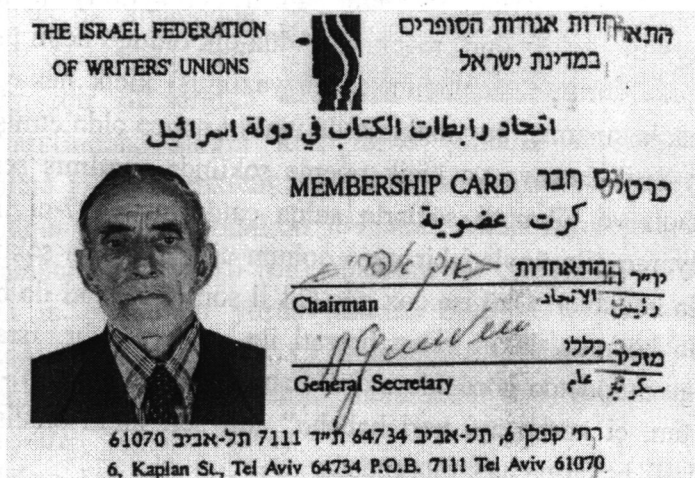 THE ISRAEL FEDERATION
OF WRITERS' UNIONS
התאחדות אגודות הסופרים
במדינת ישראל
اتحاد رابطات الكتاب في دولة اسرائيل
MEMBERSHIP CARD כרטיס חבר
كرت عضوية
יו"ר ההתאחדות
Chairman رئيس الاتحاد
מזכיר כללי
General Secretary سكرتير عام
רח' קפלן 6, תל-אביב 64734 ת"ד 7111 תל-אביב 61070
6, Kaplan St., Tel Aviv 64734 P.O.B. 7111 Tel Aviv 61070